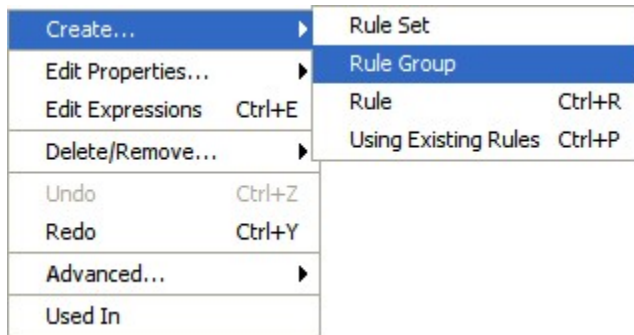 Create...
Edit Properties...
Edit Expressions Ctrl+E
Delete/Remove...
Undo Ctrl+Z
Redo Ctrl+Y
Advanced...
Used In
Rule Set
Rule Group
Rule Ctrl+R
Using Existing Rules Ctrl+P